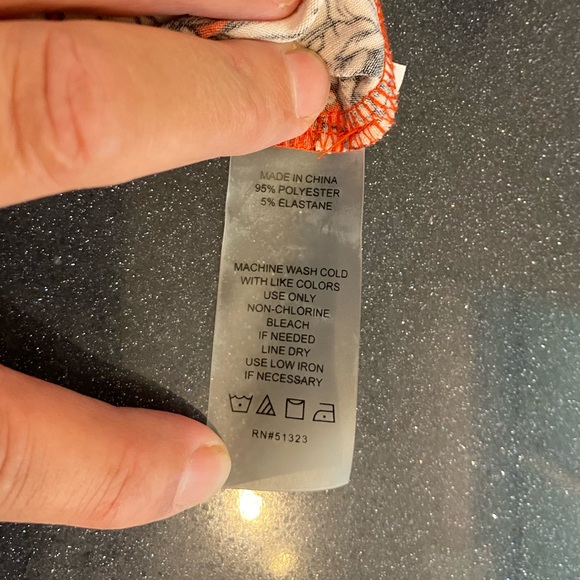 MADE IN CHINA
95% POLYESTER
5% ELASTANE
MACHINE WASH COLD
WITH LIKE COLORS
USE ONLY
NON-CHLORINE
BLEACH
IF NEEDED
LINE DRY
USE LOW IRON
IF NECESSARY
RN#51323